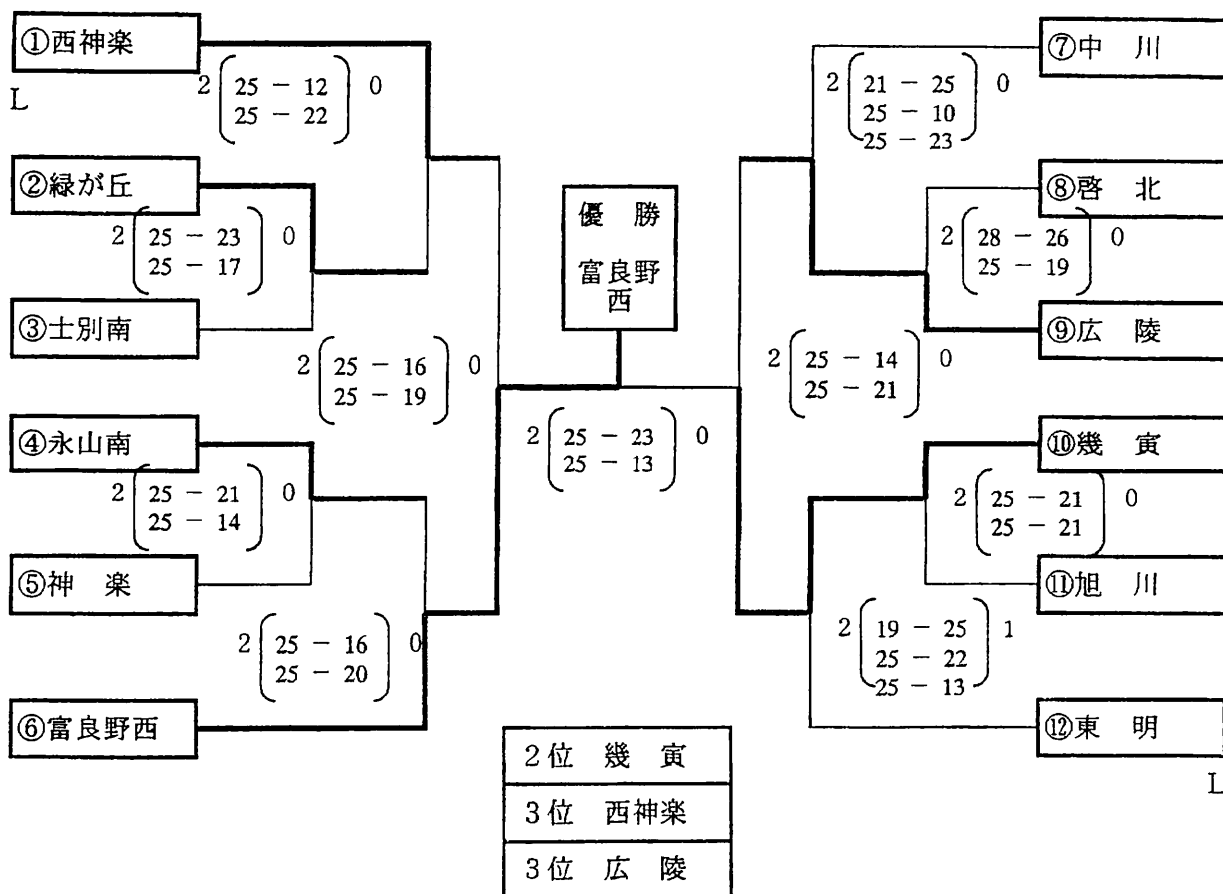 ①西神楽
2 25 － 12 0
25 － 22
L
②緑が丘
2 25 － 23 0
25 － 17
③士別南
2 25 － 16 0
25 － 19
④永山南
2 25 － 21 0
25 － 14
⑤神　楽
2 25 － 16 0
25 － 20
⑥富良野西
優　勝
富良野
西
2 25 － 23 0
25 － 13
⑦中　川
2 21 － 25 0
25 － 10
25 － 23
⑧啓　北
2 28 － 26 0
25 － 19
⑨広　陵
2 25 － 14 0
25 － 21
⑩幾　寅
2 25 － 21 0
25 － 21
⑪旭　川
2 19 － 25 1
25 － 22
25 － 13
⑫東　明
L
2位　幾　寅
3位　西神楽
3位　広　陵